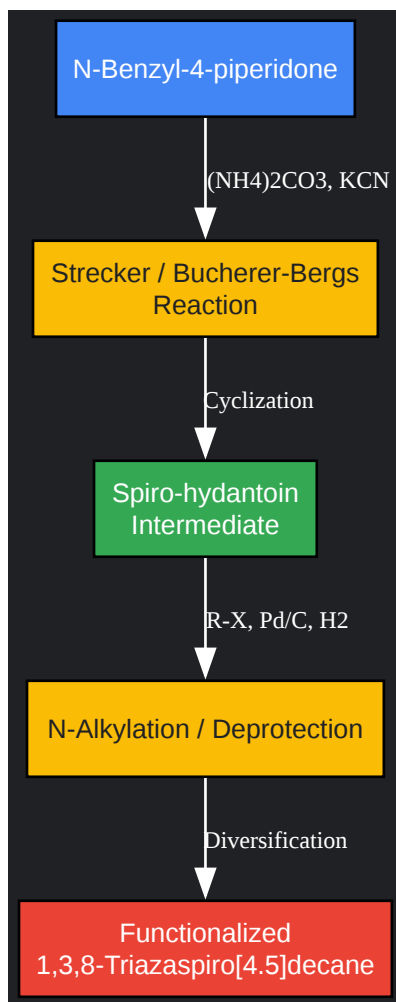 N-Benzyl-4-piperidone
(NH4)2CO3, KCN
Strecker / Bucherer-Bergs
Reaction
Cyclization
Spiro-hydantoin
Intermediate
R-X, Pd/C, H2
N-Alkylation / Deprotection
Diversification
Functionalized
1,3,8-Triazaspiro[4.5]decane